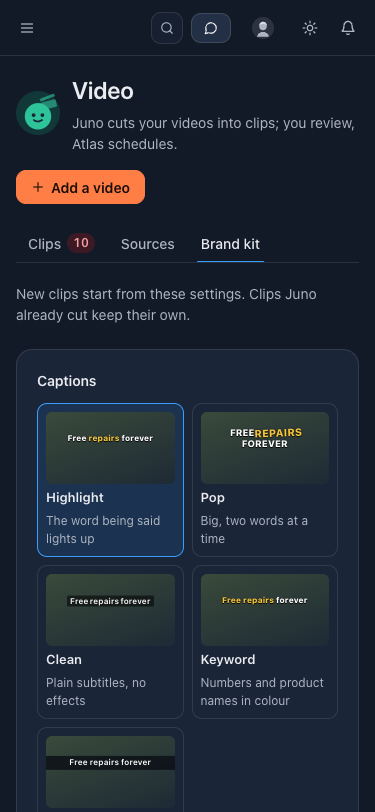 Video
Juno cuts your videos into clips; you review,
Atlas schedules.
+ Add a video
Clips 10 Sources Brand kit
New clips start from these settings. Clips Juno
already cut keep their own.
Captions
Free repairs forever
Highlight
The word being said
lights up
FREE REPAIRS
FOREVER
Pop
Big, two words at a
time
Free repairs forever
Clean
Plain subtitles, no
effects
Free repairs forever
Keyword
Numbers and product
names in colour
Free repairs forever